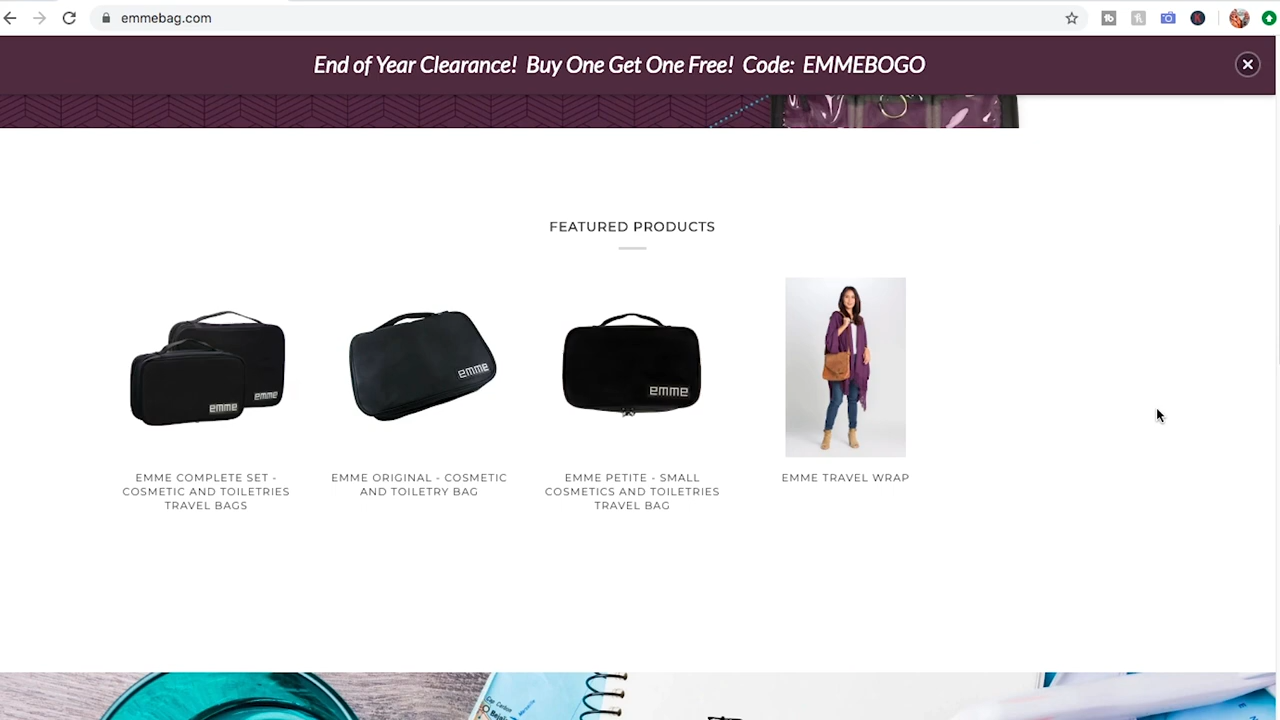 emmebag.com
End of Year Clearance! Buy One Get One Free! Code: EMMEBOGO
FEATURED PRODUCTS
emme
emme
emme
emme
EMME COMPLETE SET -
COSMETIC AND TOILETRIES
TRAVEL BAGS
EMME ORIGINAL - COSMETIC
AND TOILETRY BAG
EMME PETITE - SMALL
COSMETICS AND TOILETRIES
TRAVEL BAG
EMME TRAVEL WRAP